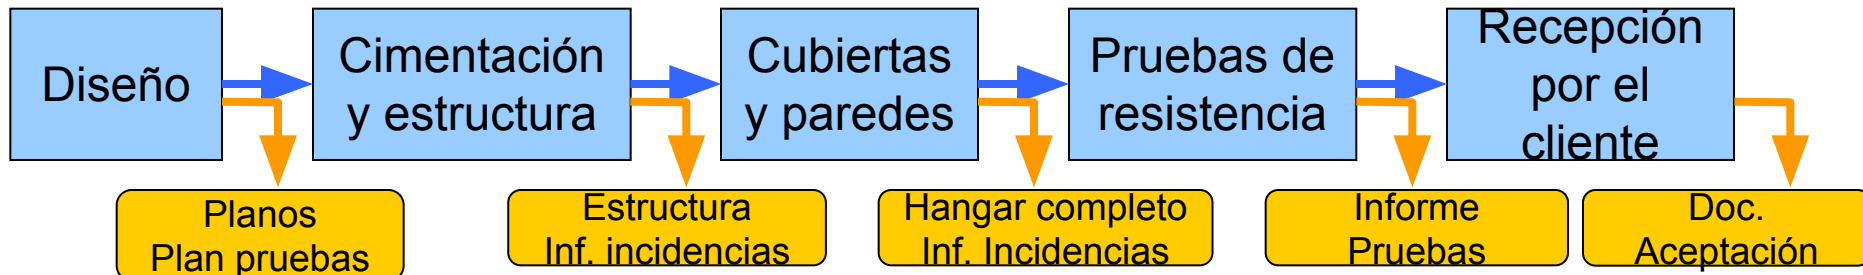 Diseño
Cimentación
y estructura
Cubiertas
y paredes
Pruebas de
resistencia
Recepción
por el
cliente
Planos
Plan pruebas
Estructura
Inf. incidencias
Hangar completo
Inf. Incidencias
Informe
Pruebas
Doc.
Aceptación